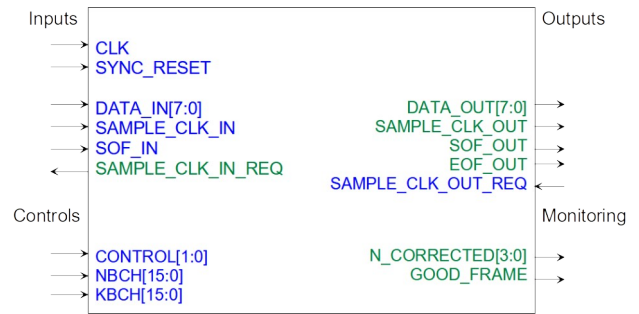 Inputs
Outputs
CLK
SYNC_RESET
DATA_IN[7:0]
SAMPLE_CLK_IN
SOF_IN
SAMPLE_CLK_IN_REQ
DATA_OUT[7:0]
SAMPLE_CLK_OUT
SOF_OUT
EOF_OUT
SAMPLE_CLK_OUT_REQ
Controls
Monitoring
CONTROL[1:0]
NBCH[15:0]
KBCH[15:0]
N_CORRECTED[3:0]
GOOD_FRAME